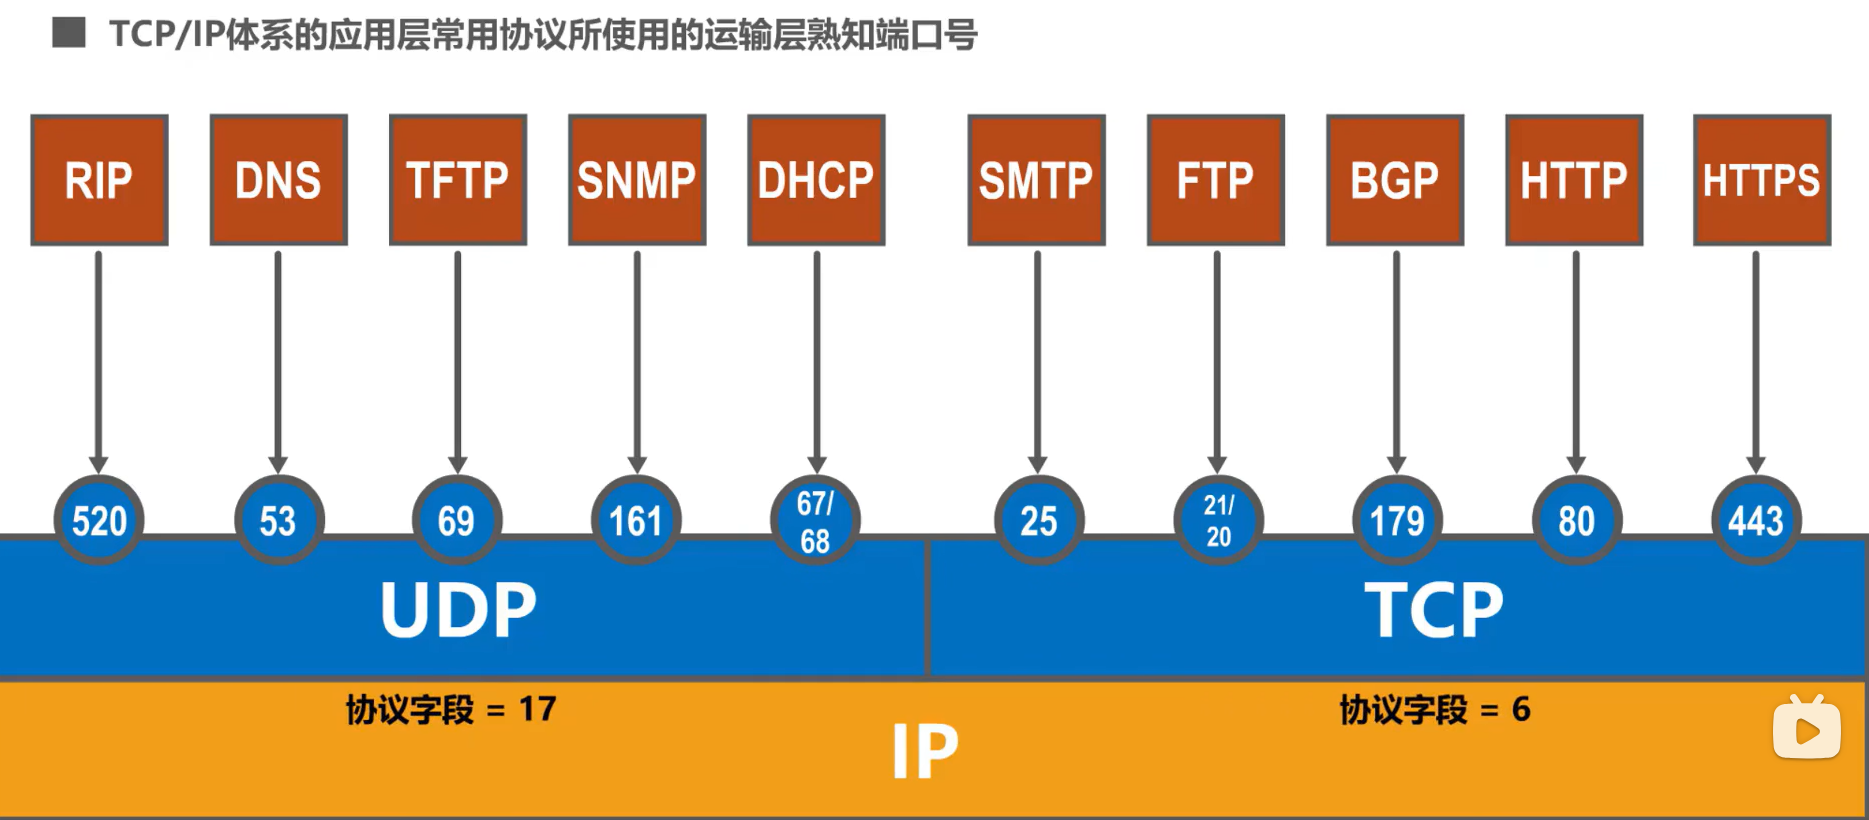 TCP/IP体系的应用层常用协议所使用的运输层熟知端口号
RIP DNS TFTP SNMP DHCP SMTP FTP BGP HTTP HTTPS
520 53 69 161 67/ 68 25 21/ 20 179 80 443
UDP TCP
协议字段 = 17 协议字段 = 6
IP